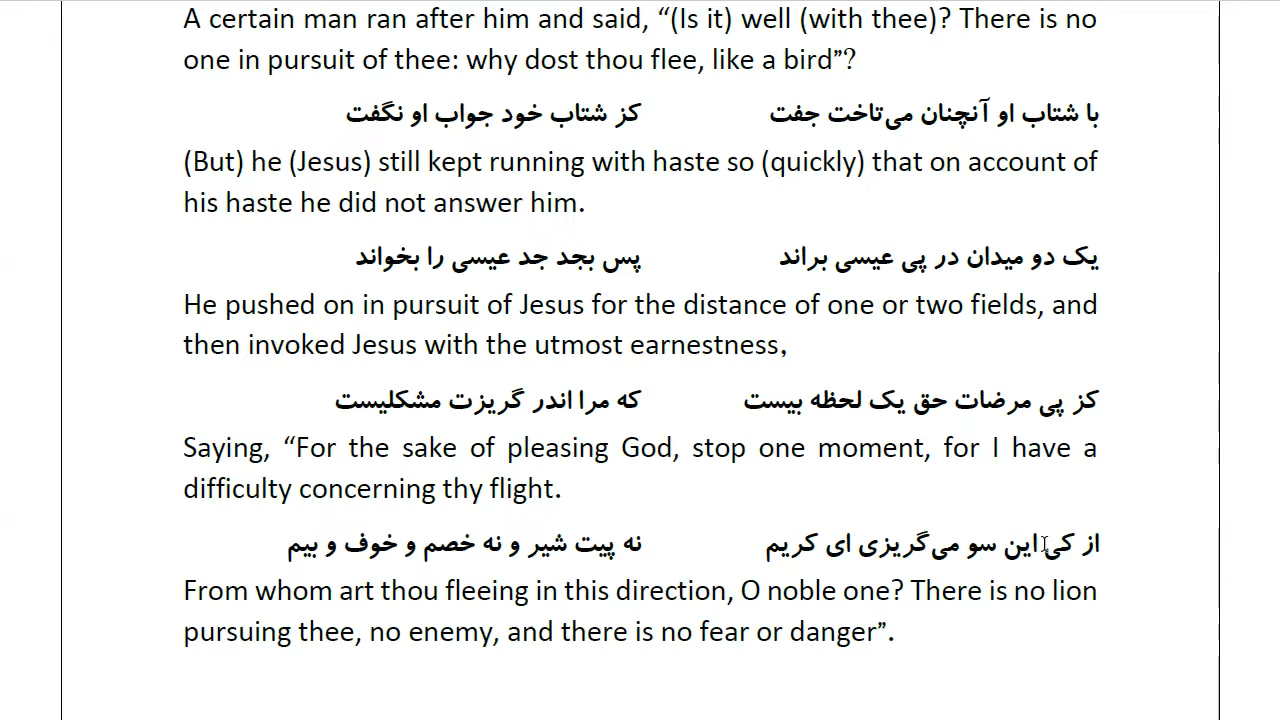 A certain man ran after him and said, “(Is it) well (with thee)? There is no
one in pursuit of thee: why dost thou flee, like a bird”?
با شتاب او آنچنان می‌تاخت جفت کز شتاب خود جواب او نگفت
(But) he (Jesus) still kept running with haste so (quickly) that on account of
his haste he did not answer him.
یک دو میدان در پی عیسی براند پس بجد جد عیسی را بخواند
He pushed on in pursuit of Jesus for the distance of one or two fields, and
then invoked Jesus with the utmost earnestness,
کز پی مرضات حق یک لحظه بیست که مرا اندر گریزت مشکلیست
Saying, “For the sake of pleasing God, stop one moment, for I have a
difficulty concerning thy flight.
از کی این سو می‌گریزی ای کریم نه پیت شیر و نه خصم و خوف و بیم
From whom art thou fleeing in this direction, O noble one? There is no lion
pursuing thee, no enemy, and there is no fear or danger”.